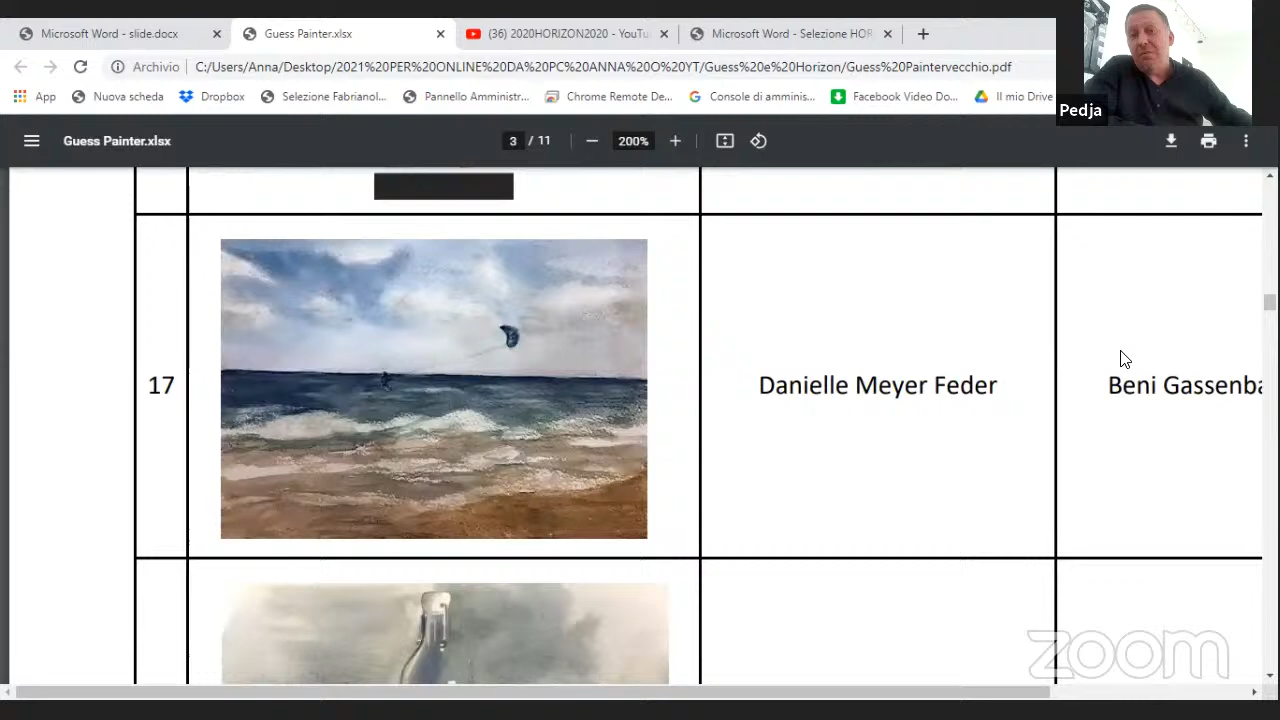 Microsoft Word - slide.docx
Guess Painter.xlsx
(36) 2020HORIZON2020 - YouTu
Microsoft Word - Selezione HOR
Archivio
C:/Users/Anna/Desktop/2021%20FER%20ONLINE%20DA%20PC%20ANNA%20O%20YT/Guess%20e%20Horizon/Guess%20Paintervecchio.pdf
App
Nuova scheda
Dropbox
Selezione Fabrianol...
Pannello Amministr...
Chrome Remote De...
Console di amminis...
Facebook Video Do...
Il mio Drive
Pedja
Guess Painter.xlsx
3 / 11
200%
17
Danielle Meyer Feder
Beni Gassenba
zoom